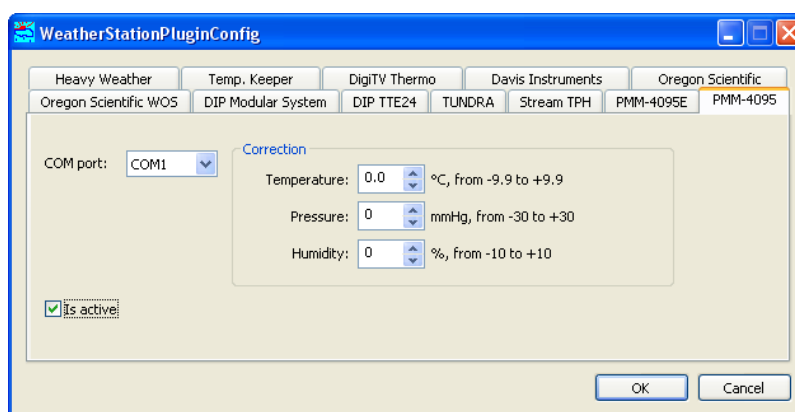 WeatherStationPluginConfig
Heavy Weather Temp. Keeper DigiTV Thermo Davis Instruments Oregon Scientific
Oregon Scientific WOS DIP Modular System DIP TTE24 TUNDRA Stream TPH PMM-4095E PMM-4095
Correction
COM port: COM1
Temperature: 0.0 °C, from -9.9 to +9.9
Pressure: 0 mmHg, from -30 to +30
Humidity: 0 %, from -10 to +10
Is active
OK Cancel